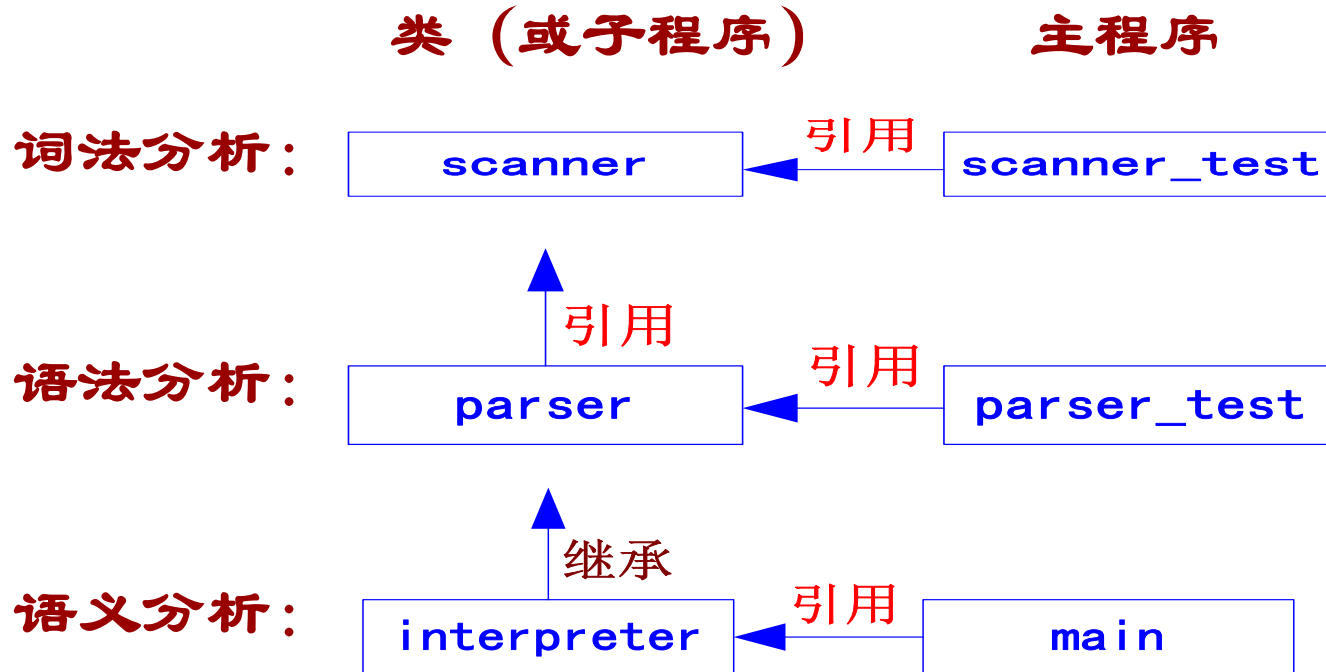 类 (或子程序) 主程序
引用
词法分析: scanner scanner_test
引用
引用
语法分析: parser parser_test
继承
引用
语义分析: interpreter main